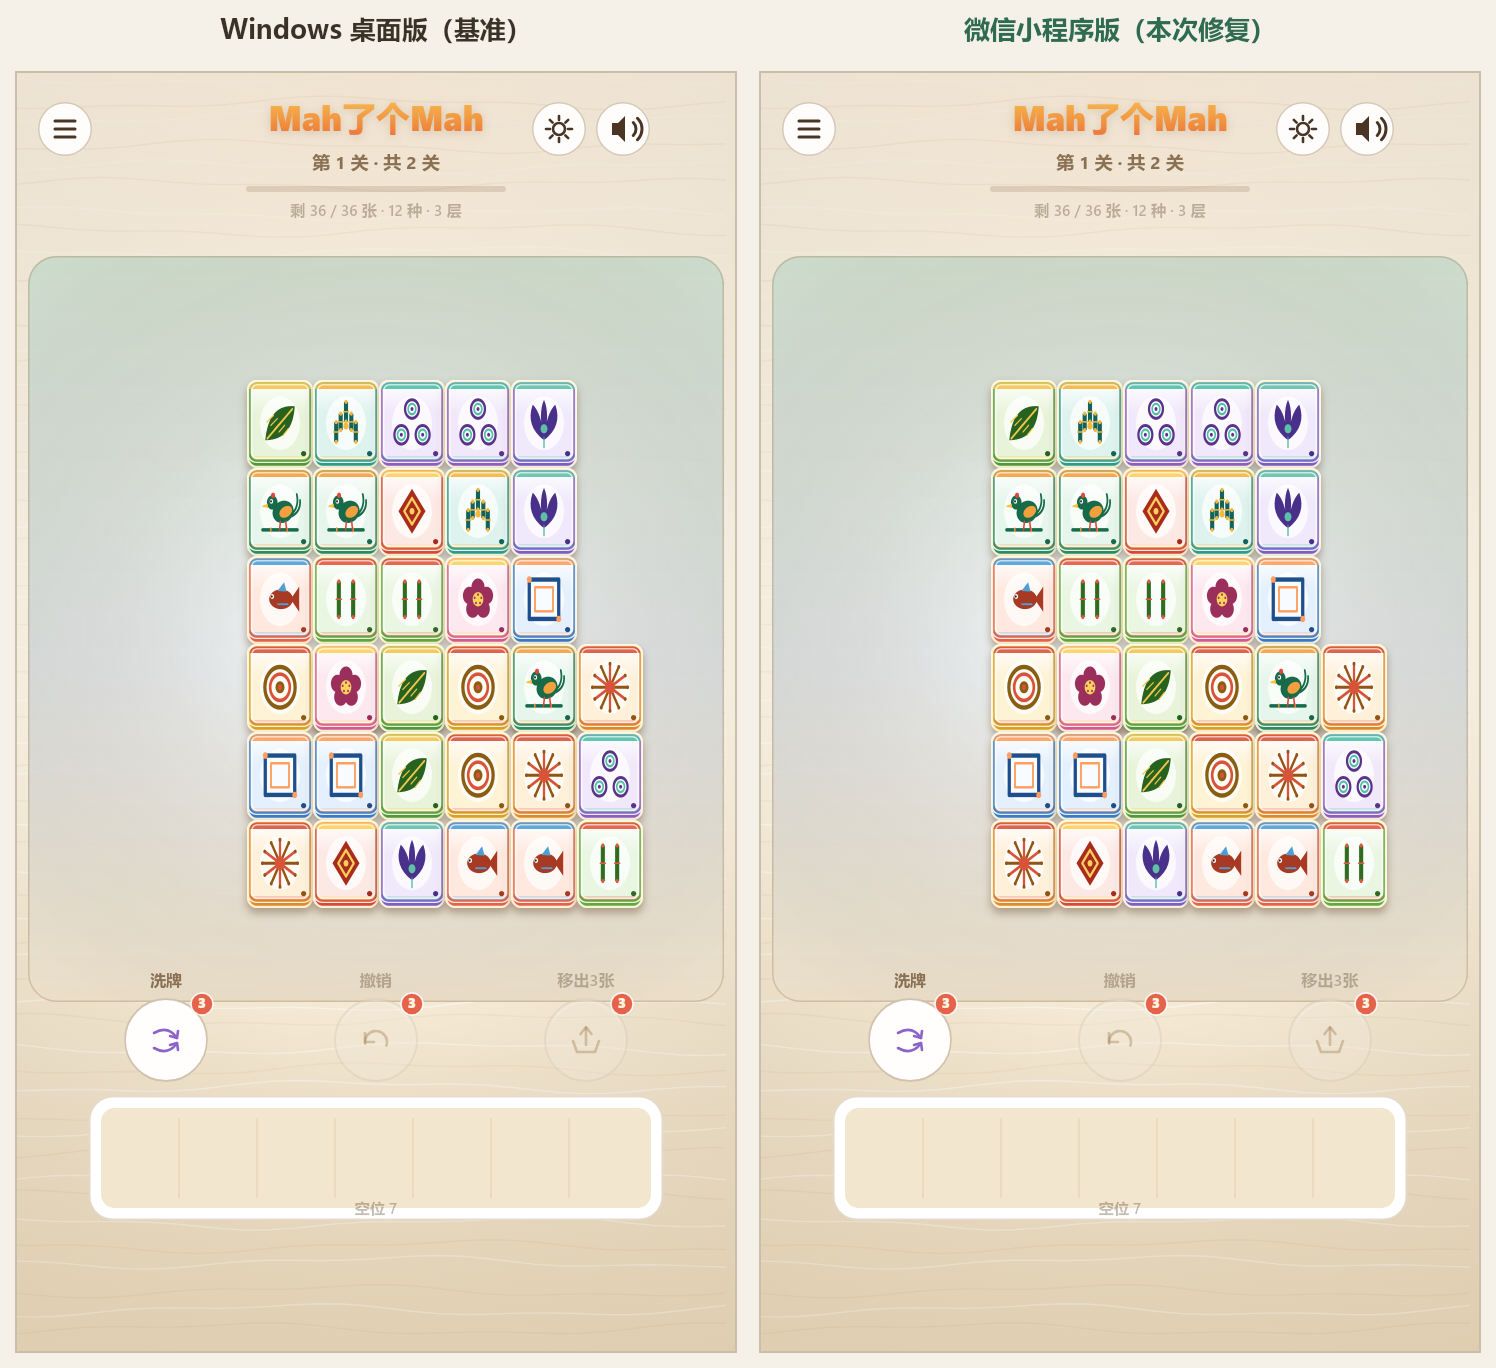 Windows 桌面版（基准）
Mah了个Mah
第 1 关 · 共 2 关
剩 36 / 36 张 · 12 种 · 3 层
洗牌
撤销
移出3张
3
3
3
空位 7
微信小程序版（本次修复）
Mah了个Mah
第 1 关 · 共 2 关
剩 36 / 36 张 · 12 种 · 3 层
洗牌
撤销
移出3张
3
3
3
空位 7